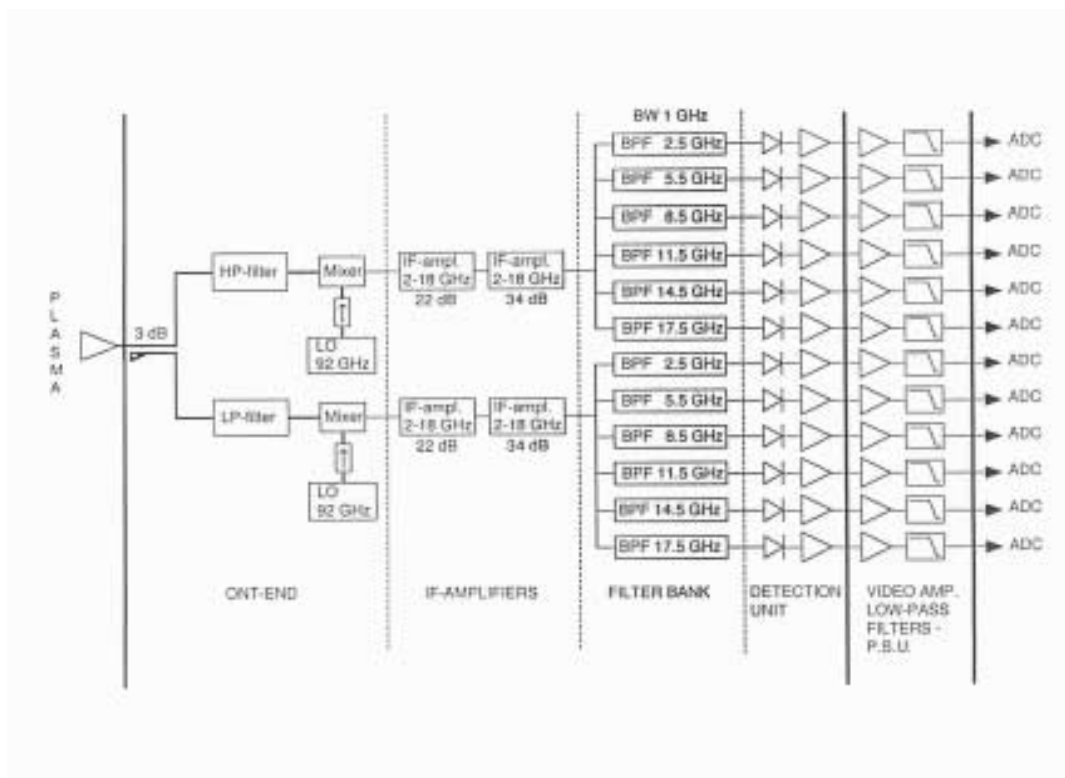 BW 1 GHz
BPF 2.5 GHz
ADC
BPF 5.5 GHz
ADC
BPF 8.5 GHz
ADC
BPF 11.5 GHz
ADC
BPF 14.5 GHz
ADC
BPF 17.5 GHz
ADC
BPF 2.5 GHz
ADC
BPF 5.5 GHz
ADC
BPF 8.5 GHz
ADC
BPF 11.5 GHz
ADC
BPF 14.5 GHz
ADC
BPF 17.5 GHz
ADC
PLASMA
3 dB
HP-filter
Mixer
LO
92 GHz
IF-ampl.
2-18 GHz
22 dB
IF-ampl.
2-18 GHz
34 dB
LP-filter
Mixer
LO
92 GHz
IF-ampl.
2-18 GHz
22 dB
IF-ampl.
2-18 GHz
34 dB
ONT-END
IF-AMPLIFIERS
FILTER BANK
DETECTION
UNIT
VIDEO AMP.
LOW-PASS
FILTERS -
P.S.U.